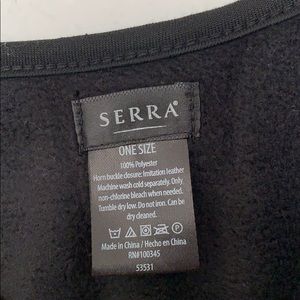 SERRA®
ONE SIZE
100% Polyester
Horn buckle closure: Imitation leather
Machine wash cold separately. Only
non-chlorine bleach when needed.
Tumble dry low. Do not iron. Can be
dry cleaned.
Made in China / Hecho en China
RN#100345
53531